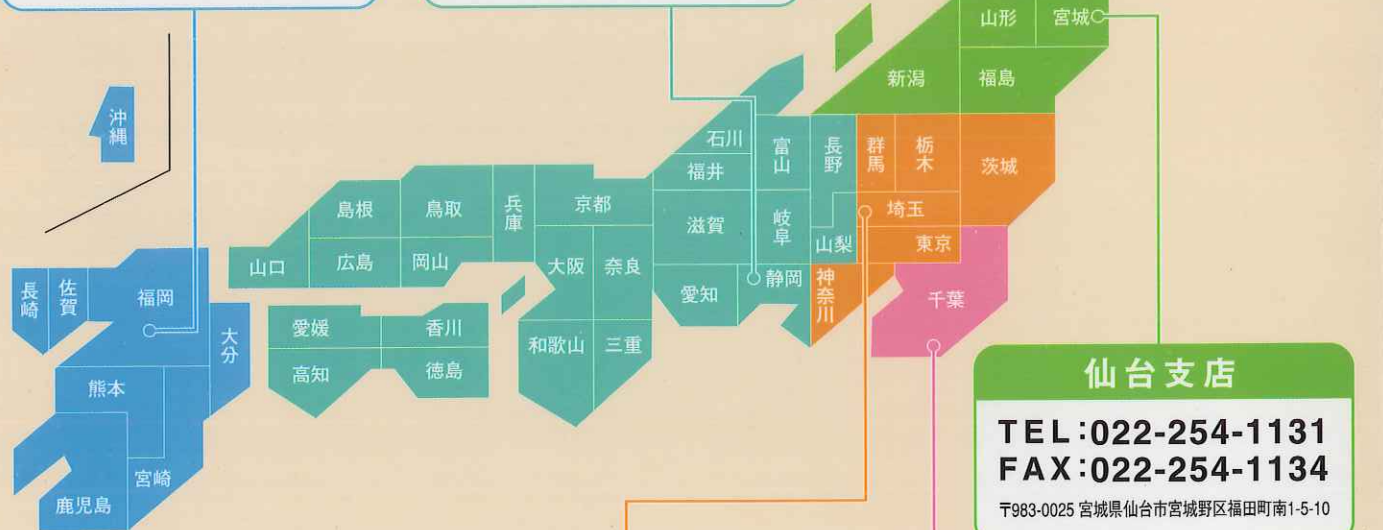 山形
宮城
新潟
福島
沖縄
石川
富山
長野
群馬
栃木
茨城
福井
島根
鳥取
兵庫
京都
滋賀
岐阜
埼玉
山梨
東京
山口
広島
岡山
大阪
奈良
愛知
静岡
神奈川
千葉
長崎
佐賀
福岡
大分
愛媛
香川
和歌山
三重
高知
徳島
熊本
宮崎
鹿児島
仙台支店
TEL:022-254-1131
FAX:022-254-1134
〒983-0025 宮城県仙台市宮城野区福田町南1-5-10